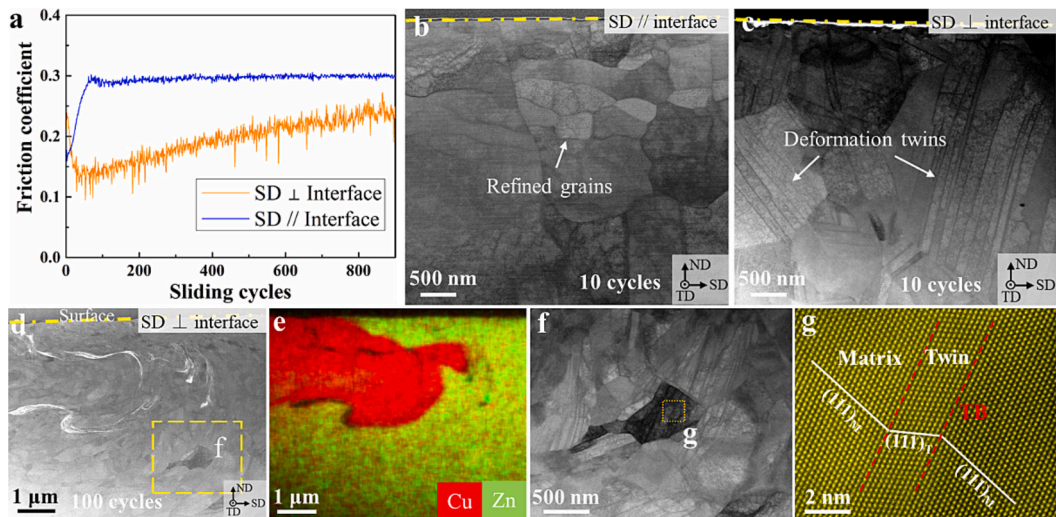 a
Friction coefficient
0.4
0.3
0.2
0.1
0.0
0 200 400 600 800
Sliding cycles
SD ⊥ Interface
SD // Interface
b
SD // interface
Refined grains
500 nm
10 cycles
ND
SD
TD
c
SD ⊥ interface
Deformation twins
500 nm
10 cycles
ND
SD
TD
d
Surface
SD ⊥ interface
f
1 μm
100 cycles
ND
SD
TD
e
1 μm
Cu
Zn
f
g
500 nm
g
Matrix
Twin
TB
(111)M
(111)T
(111)M
2 nm